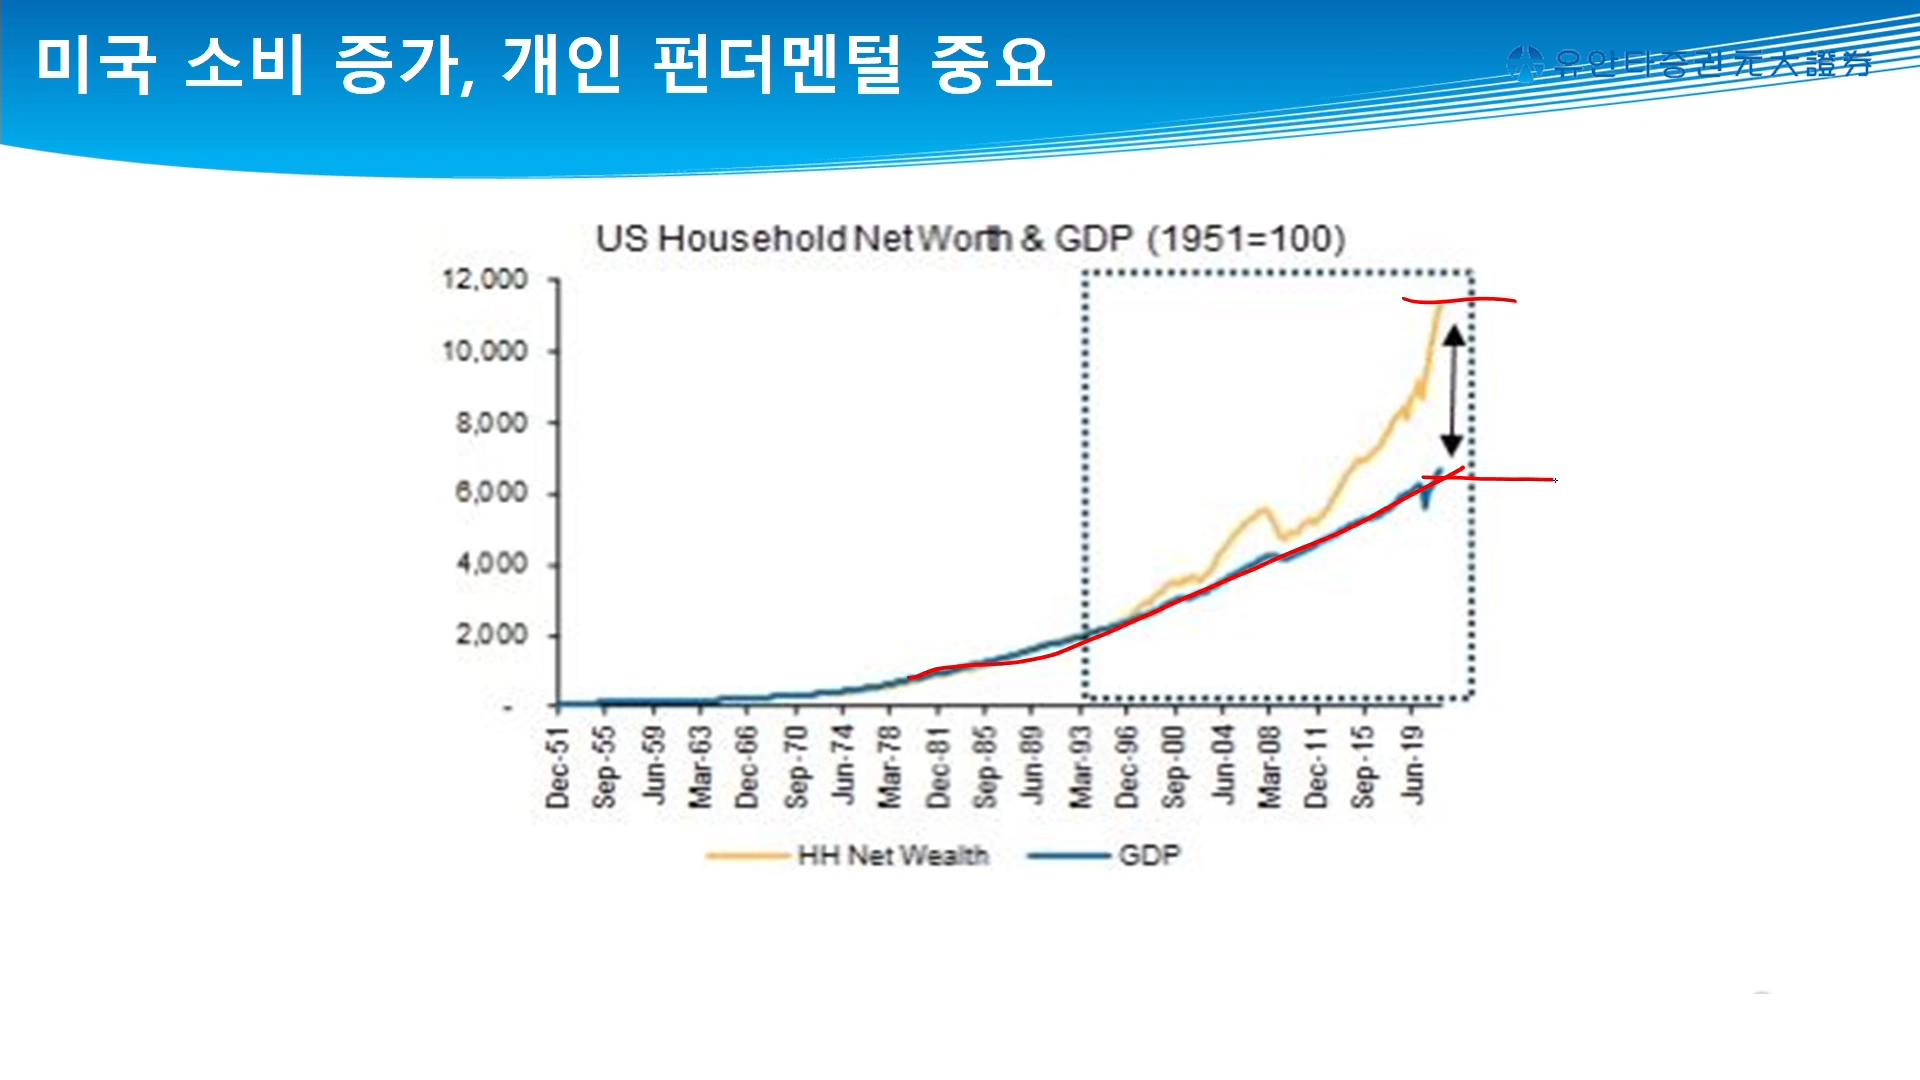 미국 소비 증가, 개인 펀더멘털 중요
유안타증권元大證券
US Household Net Worth & GDP (1951=100)
12,000
10,000
8,000
6,000
4,000
2,000
-
Dec-51
Sep-55
Jun-59
Mar-63
Dec-66
Sep-70
Jun-74
Mar-78
Dec-81
Sep-85
Jun-89
Mar-93
Dec-96
Sep-00
Jun-04
Mar-08
Dec-11
Sep-15
Jun-19
HH Net Wealth
GDP